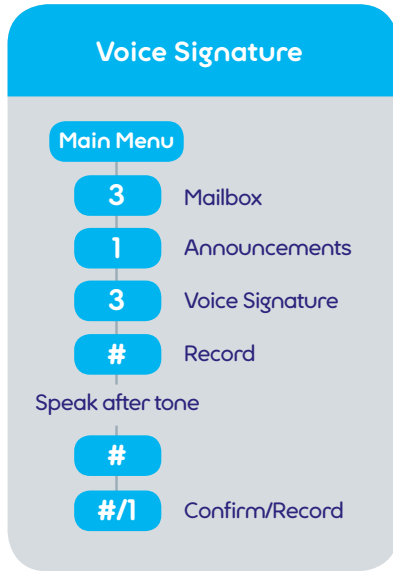 Voice Signature
Main Menu
3 Mailbox
1 Announcements
3 Voice Signature
# Record
Speak after tone
#
#/1 Confirm/Record